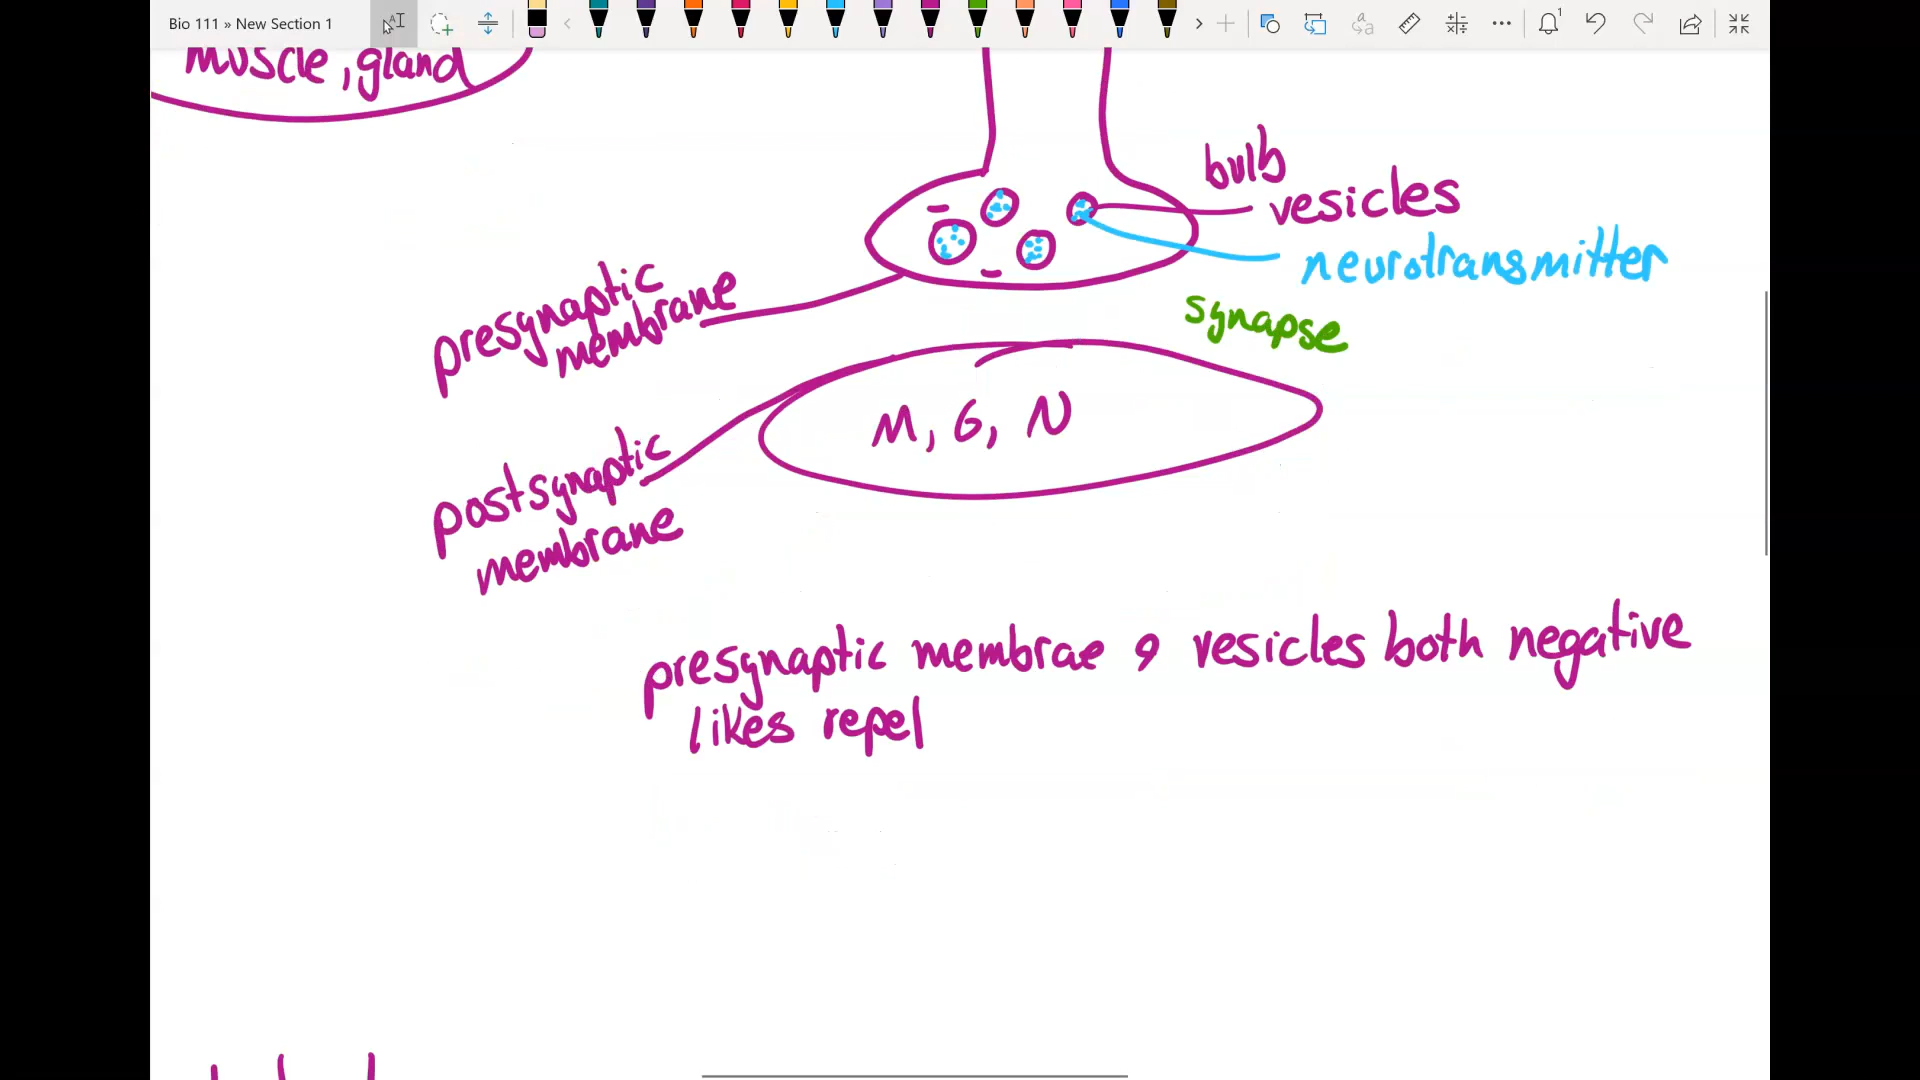 Bio 111 » New Section 1
muscle, gland
bulb
vesicles
neurotransmitter
synapse
presynaptic
membrane
M, G, N
postsynaptic
membrane
presynaptic membrae & vesicles both negative
likes repel